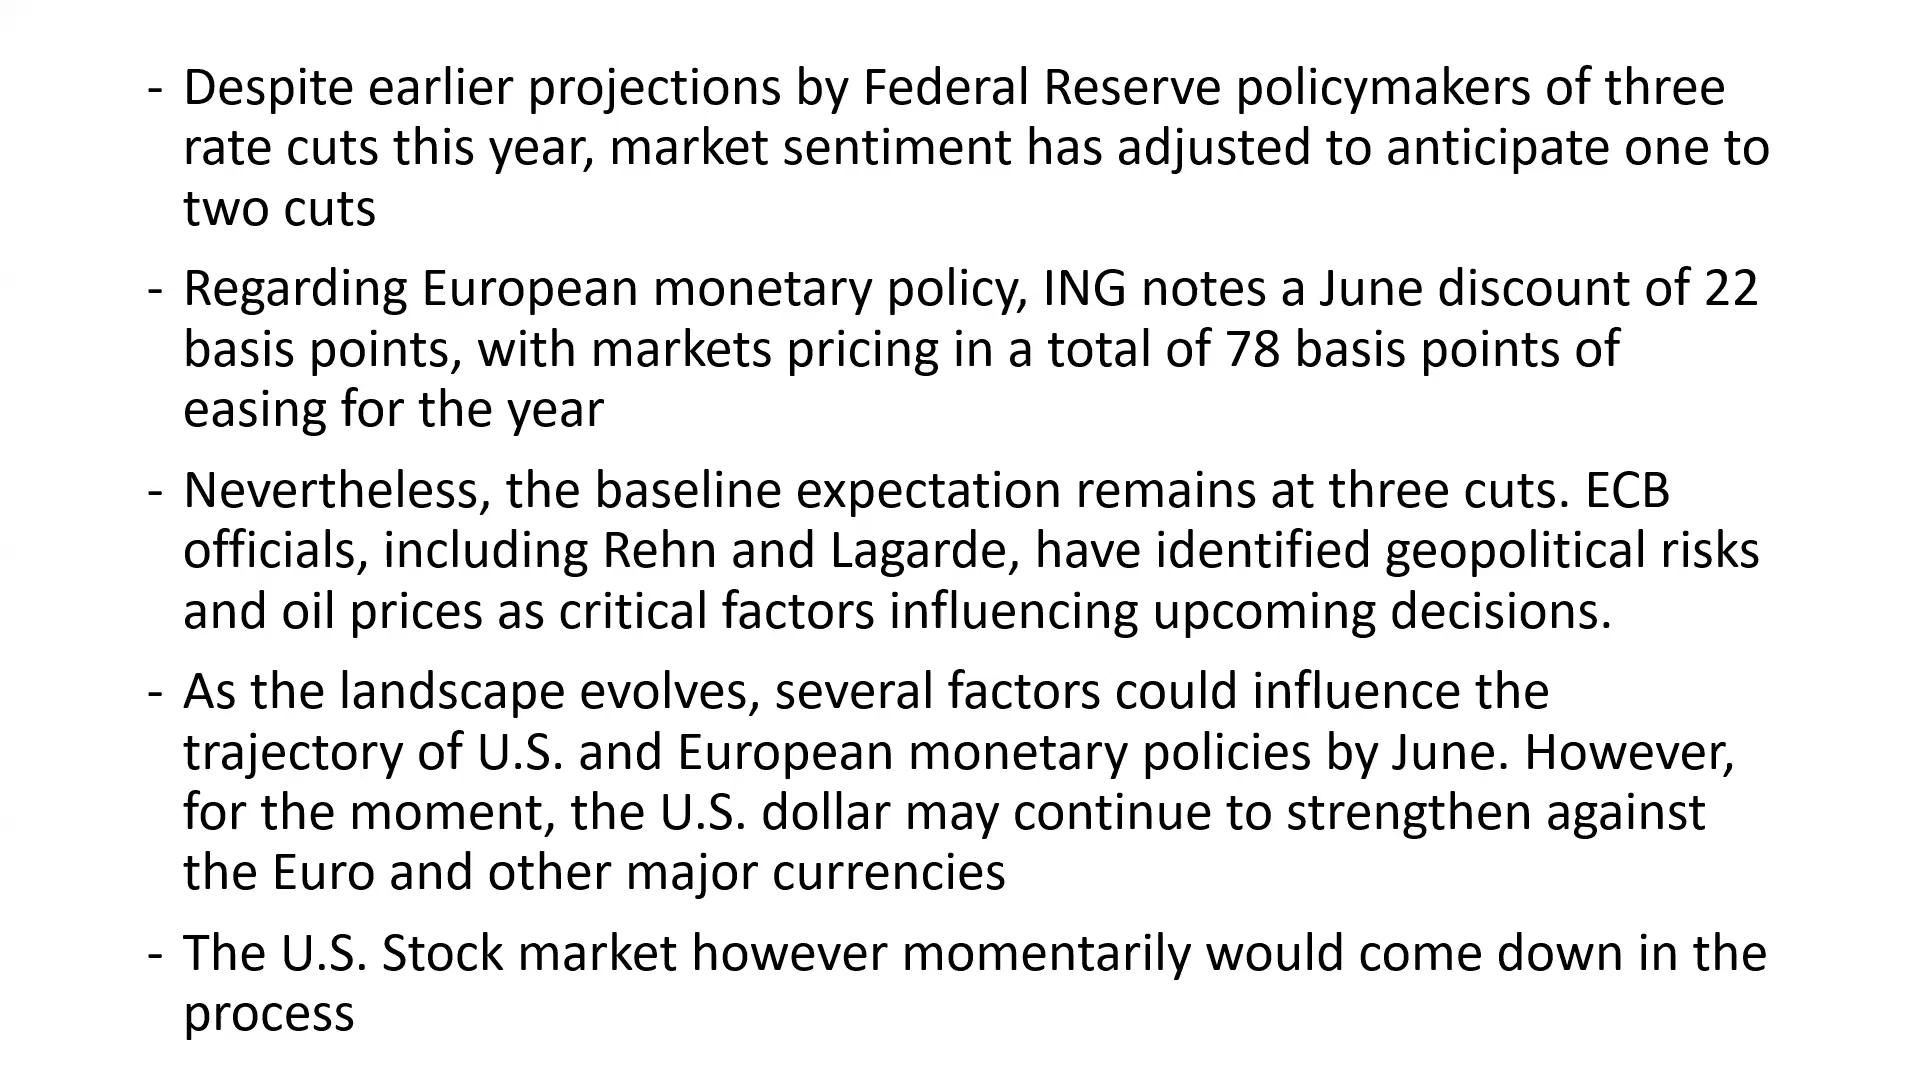 - Despite earlier projections by Federal Reserve policymakers of three
rate cuts this year, market sentiment has adjusted to anticipate one to
two cuts
- Regarding European monetary policy, ING notes a June discount of 22
basis points, with markets pricing in a total of 78 basis points of
easing for the year
- Nevertheless, the baseline expectation remains at three cuts. ECB
officials, including Rehn and Lagarde, have identified geopolitical risks
and oil prices as critical factors influencing upcoming decisions.
- As the landscape evolves, several factors could influence the
trajectory of U.S. and European monetary policies by June. However,
for the moment, the U.S. dollar may continue to strengthen against
the Euro and other major currencies
- The U.S. Stock market however momentarily would come down in the
process